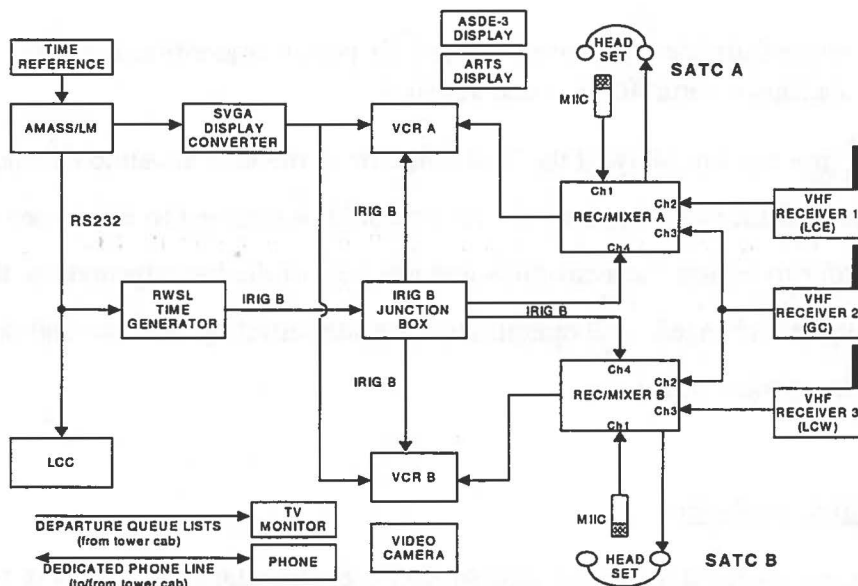 TIME
REFERENCE
AMASS/LM
SVGA
DISPLAY
CONVERTER
VCR A
ASDE-3
DISPLAY
ARTS
DISPLAY
HEAD
SET
SATC A
MIIC
Ch1
REC/MIXER A
Ch2
Ch3
Ch4
VHF
RECEIVER 1
(LCE)
RS232
IRIG B
RWSL
TIME
GENERATOR
IRIG B
IRIG B
JUNCTION
BOX
IRIG B
VHF
RECEIVER 2
(GC)
IRIG B
Ch4
REC/MIXER B
Ch2
Ch3
Ch1
VHF
RECEIVER 3
(LCW)
LCC
VCR B
MIIC
HEAD
SET
SATC B
DEPARTURE QUEUE LISTS
(from tower cab)
TV
MONITOR
VIDEO
CAMERA
DEDICATED PHONE LINE
(to/from tower cab)
PHONE